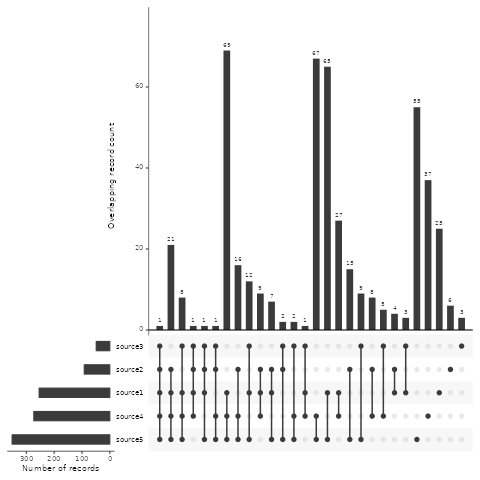 Overlapping record count
60
40
20
0
1 21 8 1 1 1 69 16 12 9 7 2 2 1 67 65 27 15 9 8 5 4 3 55 37 25 6 3
source3
source2
source1
source4
source5
300 200 100 0
Number of records